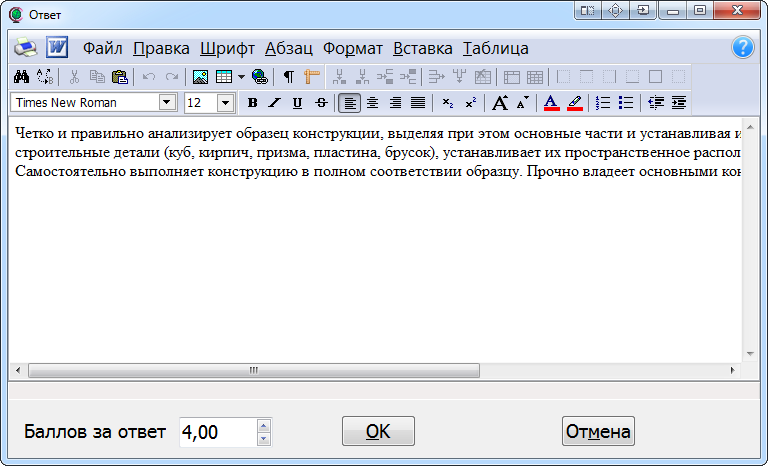 Ответ
Файл Правка Шрифт Абзац Формат Вставка Таблица
Times New Roman 12
Четко и правильно анализирует образец конструкции, выделяя при этом основные части и устанавливая
строительные детали (куб, кирпич, призма, пластина, брусок), устанавливает их пространственное распол
Самостоятельно выполняет конструкцию в полном соответствии образцу. Прочно владеет основными кон
Баллов за ответ 4,00 OK Отмена